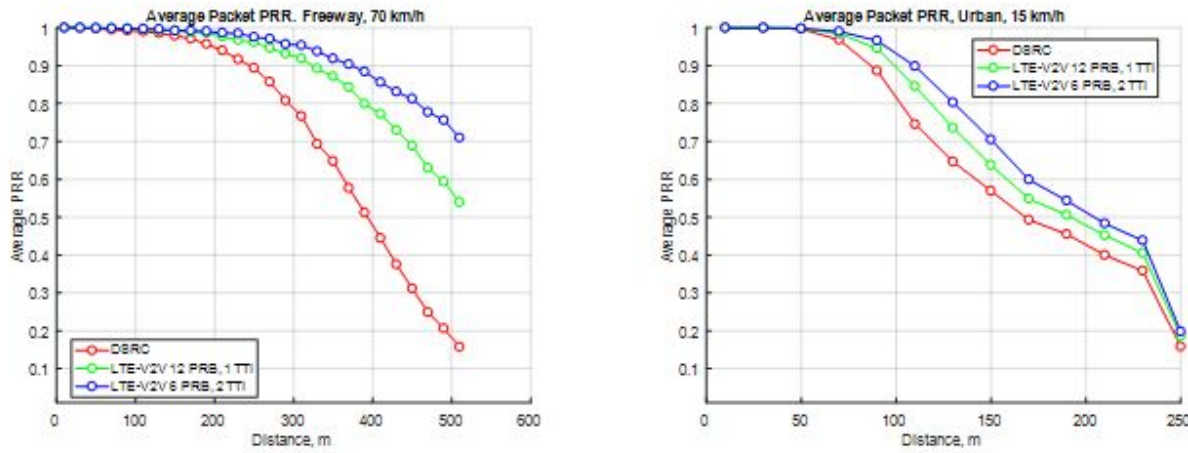 Average Packet PRR. Freeway, 70 km/h
1
0.9
0.8
0.7
0.6
0.5
0.4
0.3
0.2
0.1
Average PRR
DSRC
LTE-V2V 12 PRB, 1 TTI
LTE-V2V 6 PRB, 2 TTI
0 100 200 300 400 500 600
Distance, m
Average Packet PRR, Urban, 15 km/h
1
0.9
0.8
0.7
0.6
0.5
0.4
0.3
0.2
0.1
Average PRR
DSRC
LTE-V2V 12 PRB, 1 TTI
LTE-V2V 6 PRB, 2 TTI
0 50 100 150 200 250
Distance, m